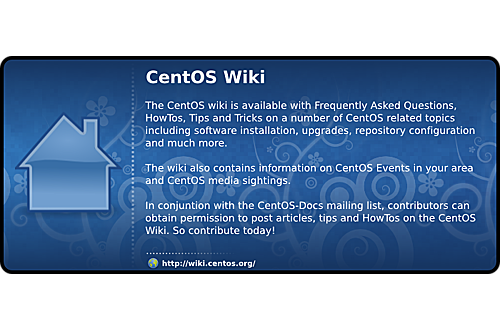 CentOS Wiki
The CentOS wiki is available with Frequently Asked Questions,
HowTos, Tips and Tricks on a number of CentOS related topics
including software installation, upgrades, repository configuration
and much more.
The wiki also contains information on CentOS Events in your area
and CentOS media sightings.
In conjuntion with the CentOS-Docs mailing list, contributors can
obtain permission to post articles, tips and HowTos on the CentOS
Wiki. So contribute today!
http://wiki.centos.org/